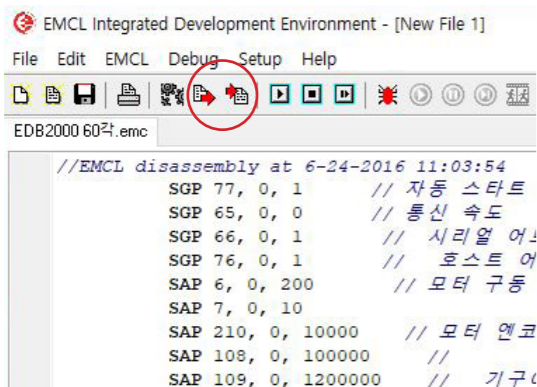 EMCL Integrated Development Environment - [New File 1]
File Edit EMCL Debug Setup Help
EDB2000 60각.emc
//EMCL disassembly at 6-24-2016 11:03:54
SGP 77, 0, 1 // 자동 스타트
SGP 65, 0, 0 // 통신 속도
SGP 66, 0, 1 // 시리얼
SGP 76, 0, 1 // 호스트
SAP 6, 0, 200 // 모터 구동
SAP 7, 0, 10
SAP 210, 0, 10000 // 모터 엔코
SAP 108, 0, 100000 //
SAP 109, 0, 1200000 //